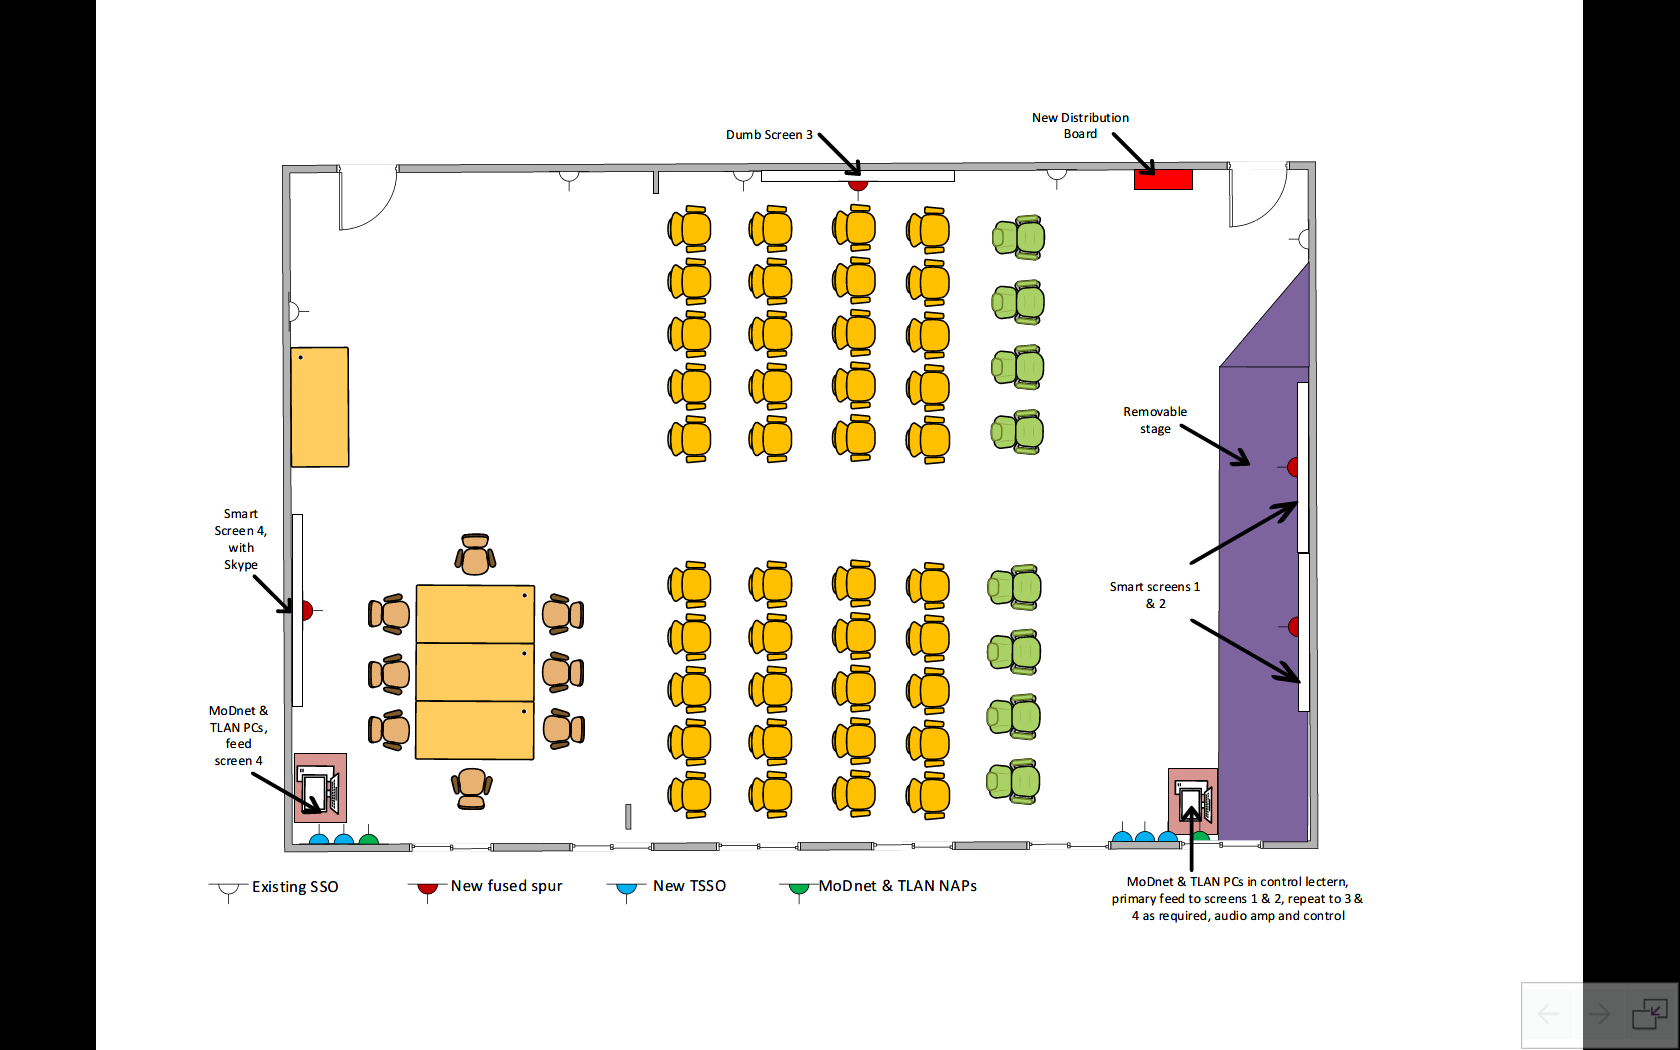 New Distribution
Board
Dumb Screen 3
Removable
stage
Smart
Screen 4,
with
Skype
Smart screens 1
& 2
MoDnet &
TLAN PCs,
feed
screen 4
Existing SSO
New fused spur
New TSSO
MoDnet & TLAN NAPs
MoDnet & TLAN PCs in control lectern,
primary feed to screens 1 & 2, repeat to 3 &
4 as required, audio amp and control